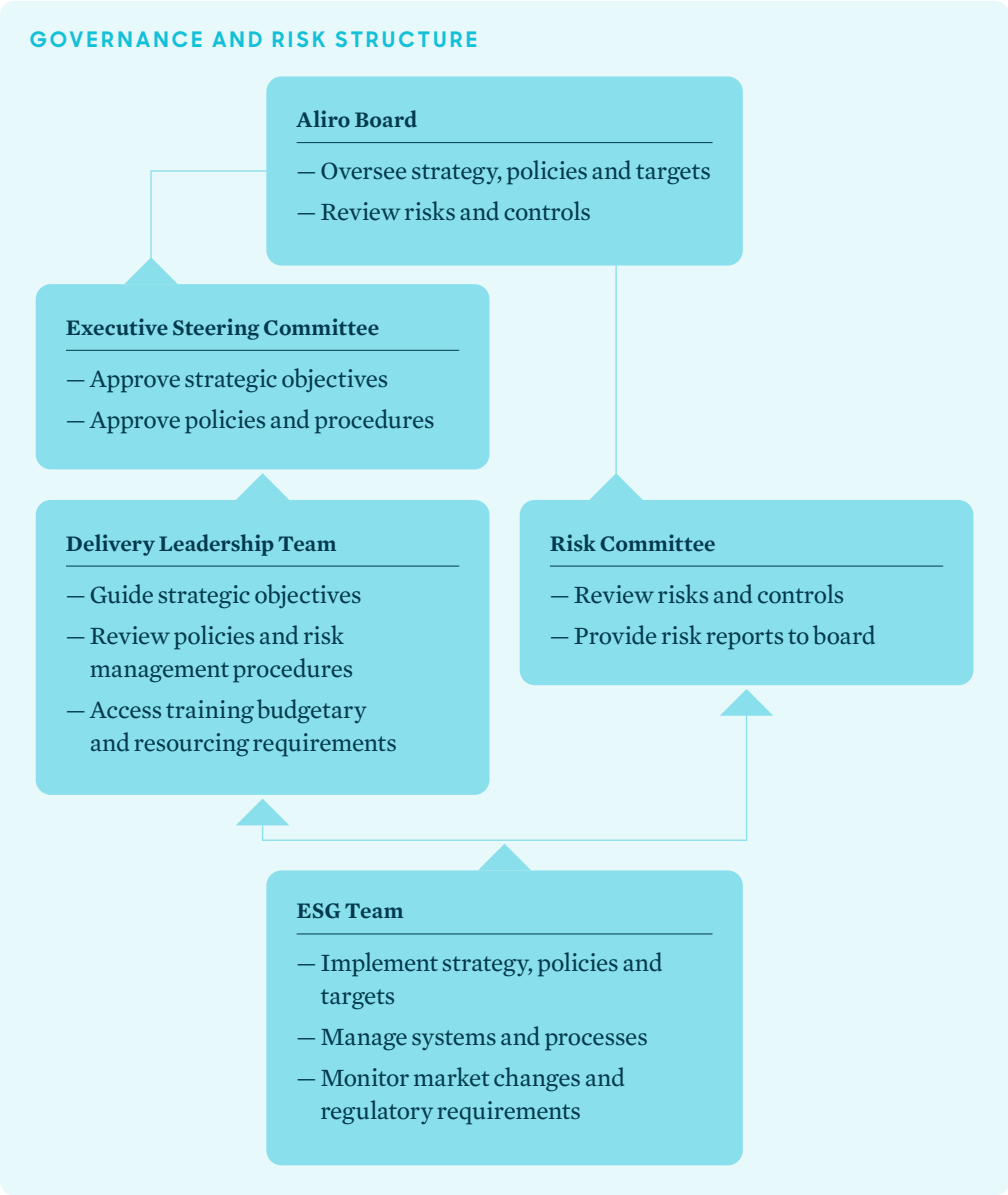 GOVERNANCE AND RISK STRUCTURE
Aliro Board
— Oversee strategy, policies and targets
— Review risks and controls
Executive Steering Committee
— Approve strategic objectives
— Approve policies and procedures
Delivery Leadership Team
— Guide strategic objectives
— Review policies and risk
management procedures
— Access training budgetary
and resourcing requirements
Risk Committee
— Review risks and controls
— Provide risk reports to board
ESG Team
— Implement strategy, policies and
targets
— Manage systems and processes
— Monitor market changes and
regulatory requirements